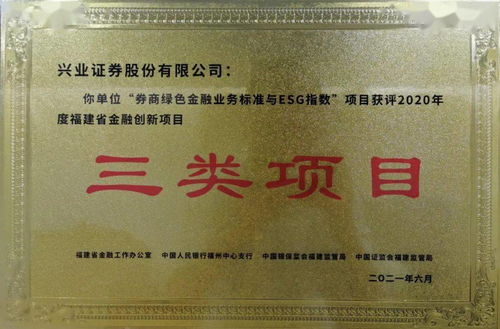 兴业证券股份有限公司：
你单位“券商绿色金融业务标准与ESG指数”项目获评2020年
度福建省金融创新项目
三类项目
福建省金融工作办公室 中国人民银行福州中心支行 中国银保监会福建监管局 中国证监会福建监管局
二〇二一年六月